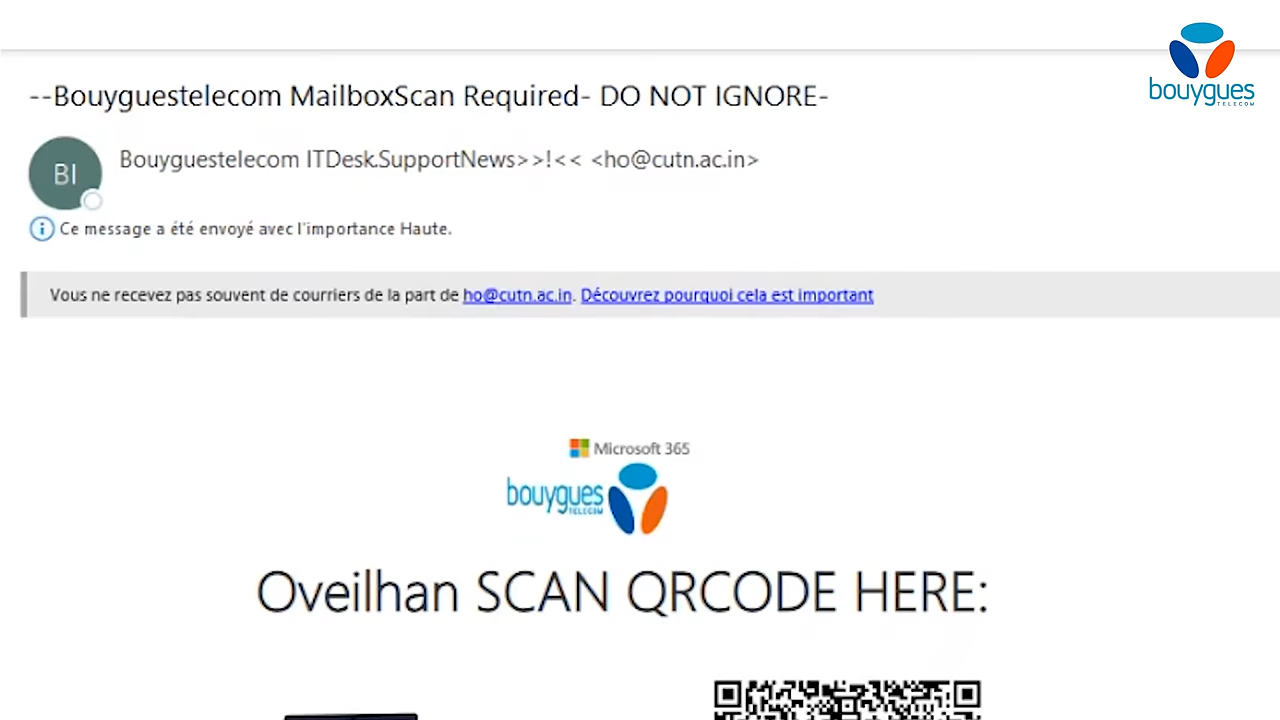 bouygues
TELECOM
--Bouyguestelecom MailboxScan Required- DO NOT IGNORE-
BI
Bouyguestelecom ITDesk.SupportNews>>!<< <ho@cutn.ac.in>
Ce message a été envoyé avec l'importance Haute.
Vous ne recevez pas souvent de courriers de la part de ho@cutn.ac.in. Découvrez pourquoi cela est important
Microsoft 365
bouygues
TELECOM
Oveilhan SCAN QRCODE HERE: